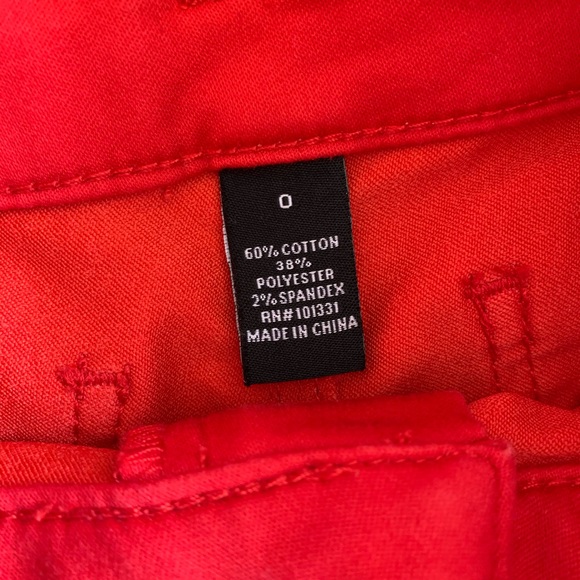 0
60% COTTON
38%
POLYESTER
2% SPANDEX
RN#101331
MADE IN CHINA